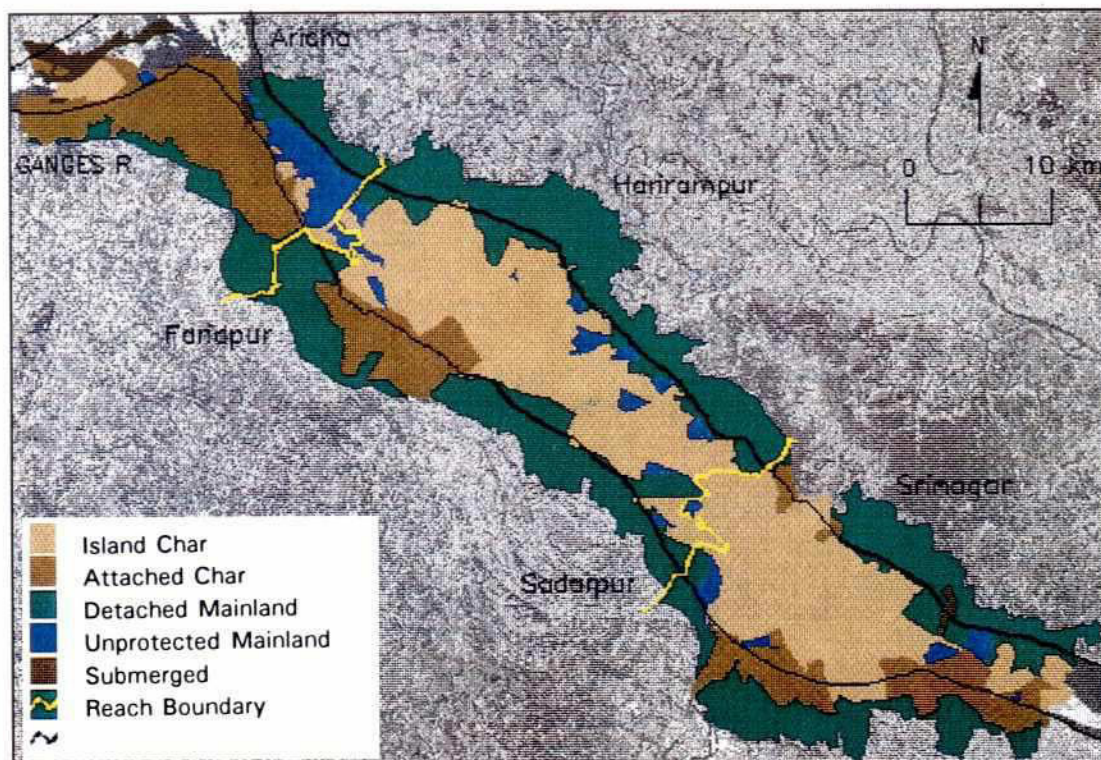 Aricha
N
GANGES R.
Harirampur
0 10 km
Faridpur
Srinagar
Sadarpur
Island Char
Attached Char
Detached Mainland
Unprotected Mainland
Submerged
Reach Boundary